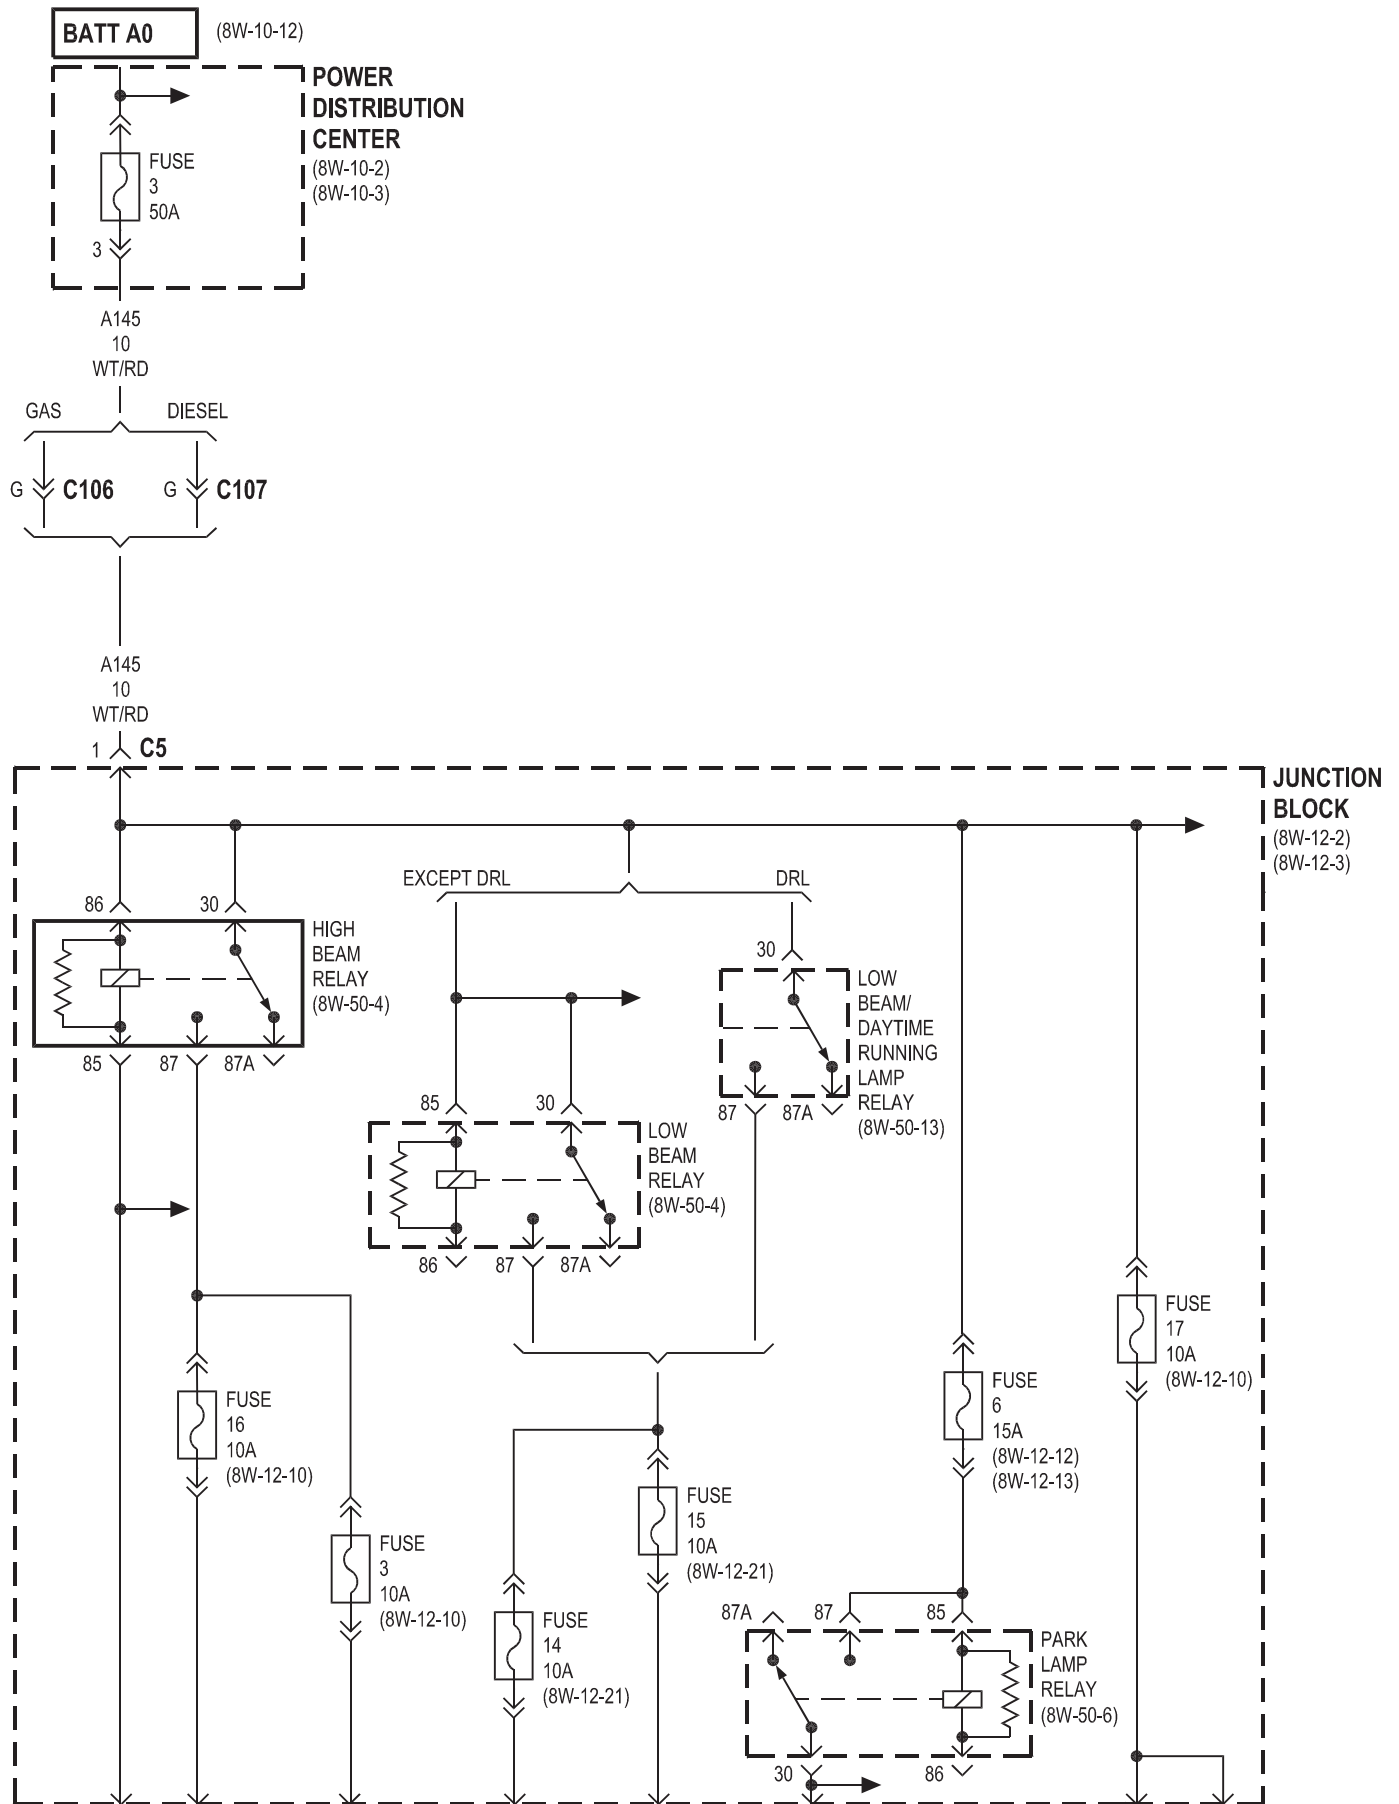 BATT A0
(8W-10-12)
POWER
DISTRIBUTION
CENTER
(8W-10-2)
(8W-10-3)
FUSE
3
50A
3
A145
10
WT/RD
GAS
DIESEL
G
C106
G
C107
A145
10
WT/RD
1
C5
JUNCTION
BLOCK
(8W-12-2)
(8W-12-3)
EXCEPT DRL
DRL
86
30
HIGH
BEAM
RELAY
(8W-50-4)
85
87
87A
30
LOW
BEAM/
DAYTIME
RUNNING
LAMP
RELAY
(8W-50-13)
87
87A
85
30
LOW
BEAM
RELAY
(8W-50-4)
86
87
87A
FUSE
17
10A
(8W-12-10)
FUSE
6
15A
(8W-12-12)
(8W-12-13)
FUSE
16
10A
(8W-12-10)
FUSE
15
10A
(8W-12-21)
FUSE
3
10A
(8W-12-10)
FUSE
14
10A
(8W-12-21)
87A
87
85
PARK
LAMP
RELAY
(8W-50-6)
30
86